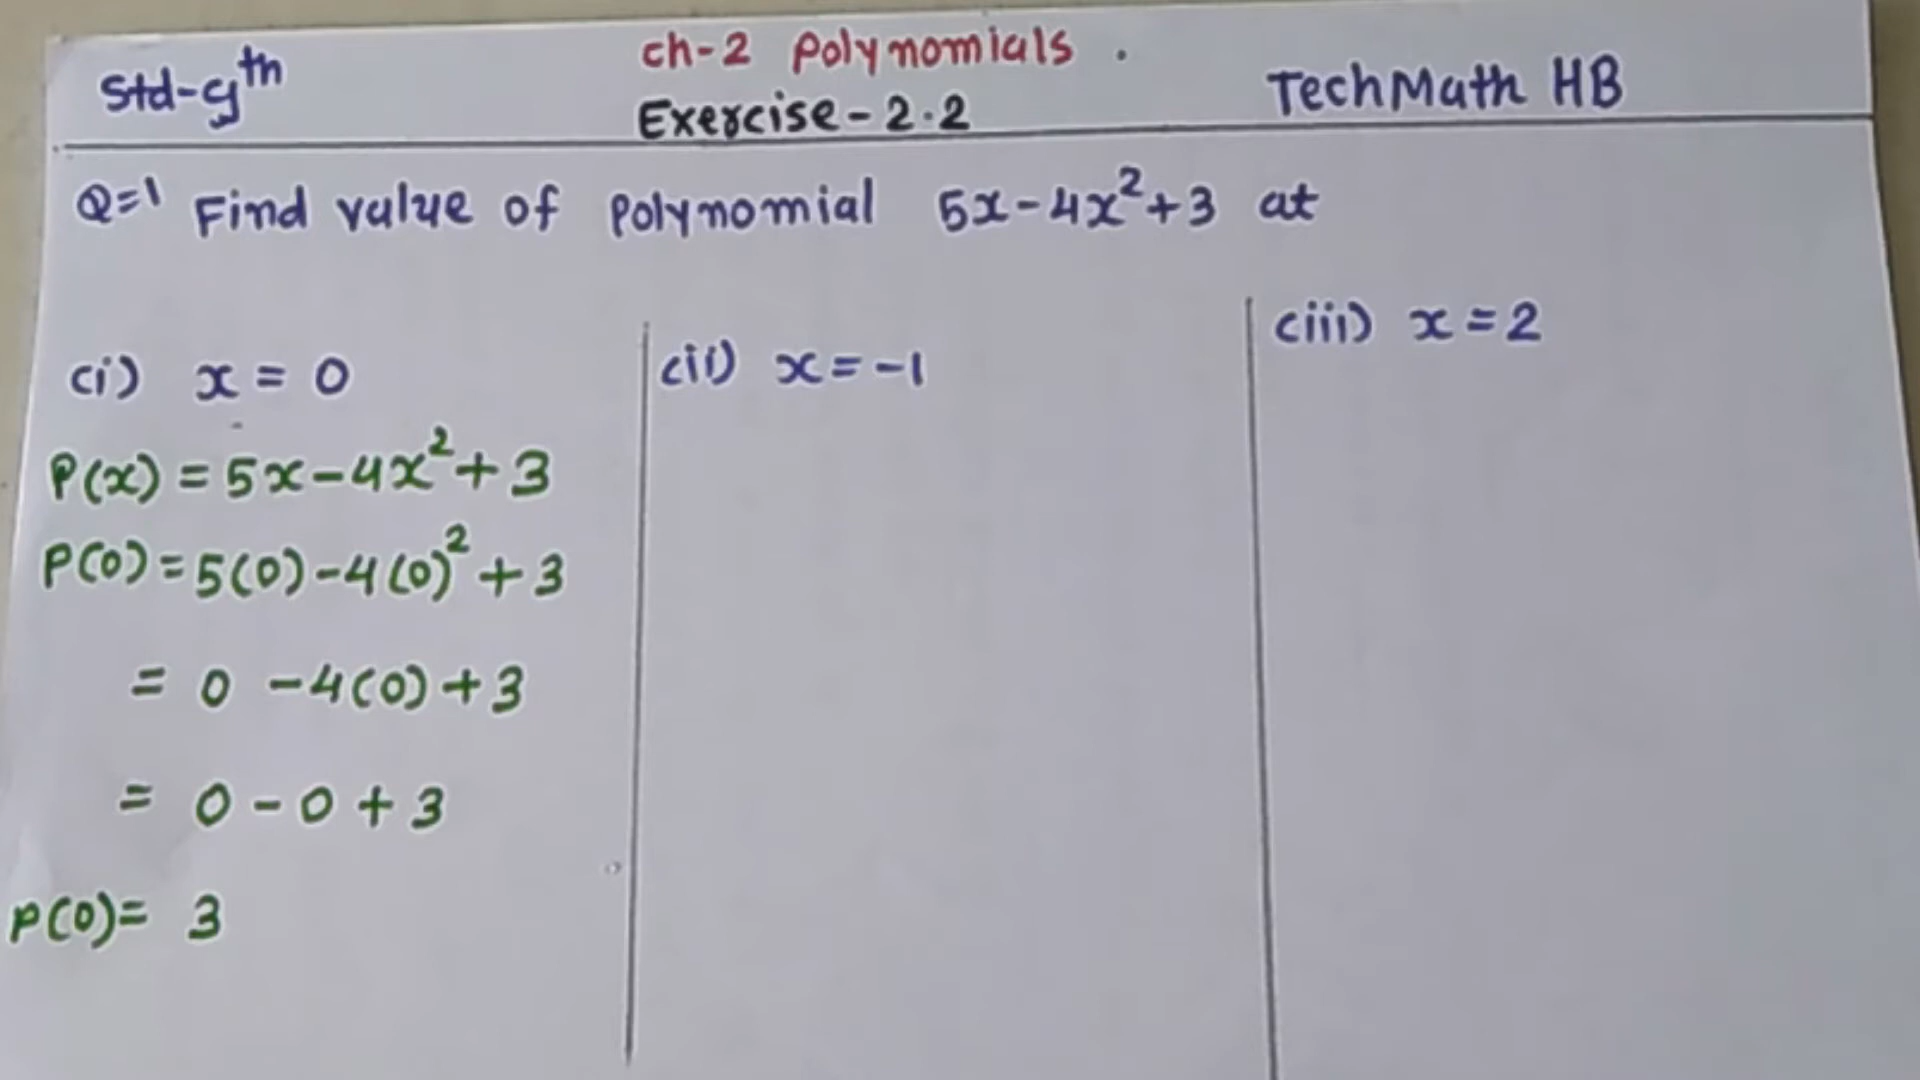 Std-9th
ch-2 Polynomials .
Exercise-2.2
TechMath HB
Q=1 Find value of Polynomial 5x-4x²+3 at
(i) x = 0
P(x) = 5x-4x²+3
P(0) = 5(0)-4(0)²+3
= 0 -4(0)+3
= 0-0+3
P(0)= 3
(ii) x=-1
(iii) x=2